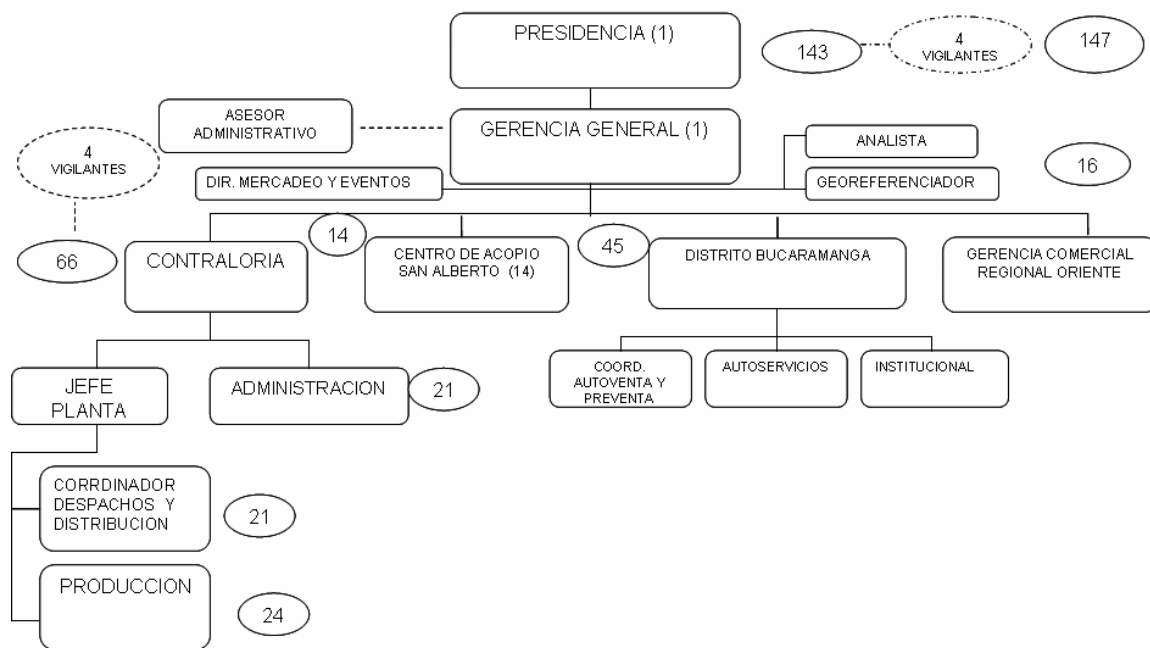 PRESIDENCIA (1)
143
4
VIGILANTES
147
ASESOR
ADMINISTRATIVO
GERENCIA GENERAL (1)
ANALISTA
4
VIGILANTES
DIR. MERCADEO Y EVENTOS
GEOREFERENCIADOR
16
66
CONTRALORIA
14
CENTRO DE ACOPIO
SAN ALBERTO (14)
45
DISTRITO BUCARAMANGA
GERENCIA COMERCIAL
REGIONAL ORIENTE
JEFE
PLANTA
ADMINISTRACION
21
COORD.
AUTOVENTA Y
PREVENTA
AUTOSERVICIOS
INSTITUCIONAL
CORRDINADOR
DESPACHOS Y
DISTRIBUCION
21
PRODUCCION
24